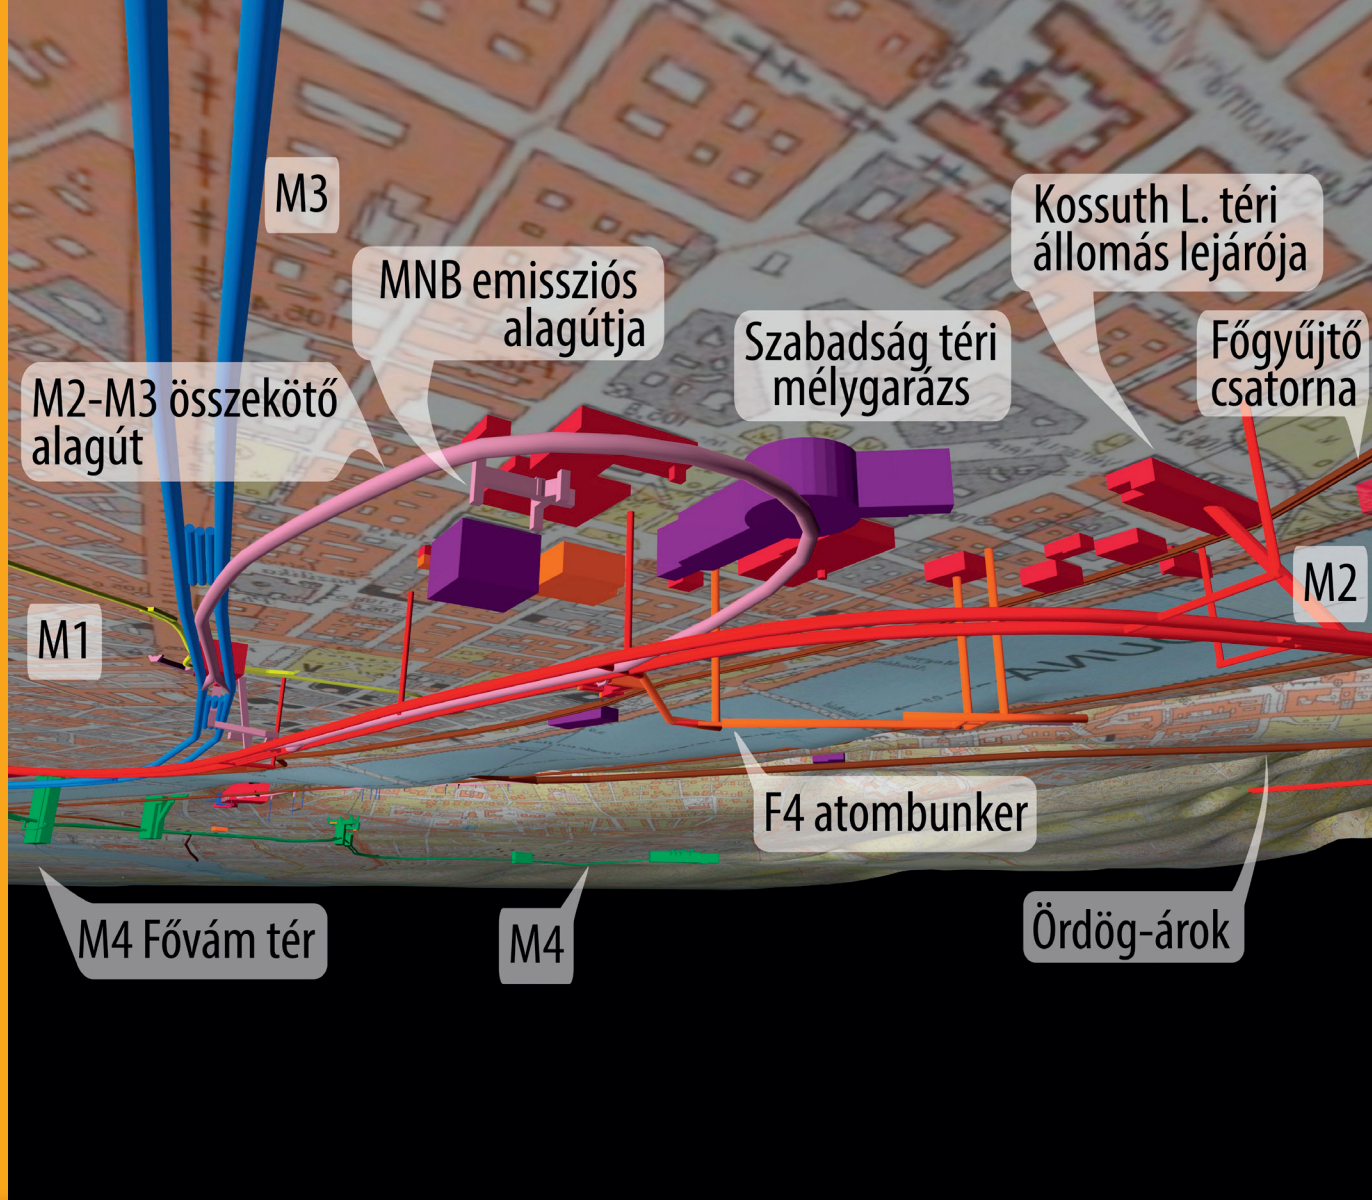 M3
MNB emissziós
alagútja
Kossuth L. téri
állomás lejárója
Szabadság téri
mélygarázs
Főgyűjtő
csatorna
M2-M3 összekötő
alagút
M1
M2
DUNA
F4 atombunker
M4 Fővám tér
M4
Ördög-árok